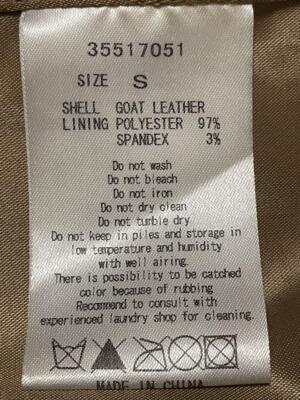 35517051
SIZE S
SHELL GOAT LEATHER
LINING POLYESTER 97%
SPANDEX 3%
Do not wash
Do not bleach
Do not iron
Do not dry clean
Do not turble dry
Do not keep in piles and storage in
low temperature and humidity
with well airing.
There is possibility to be catched
color because of rubbing
Recommend to consult with
experienced laundry shop for cleaning.
MADE IN CHINA